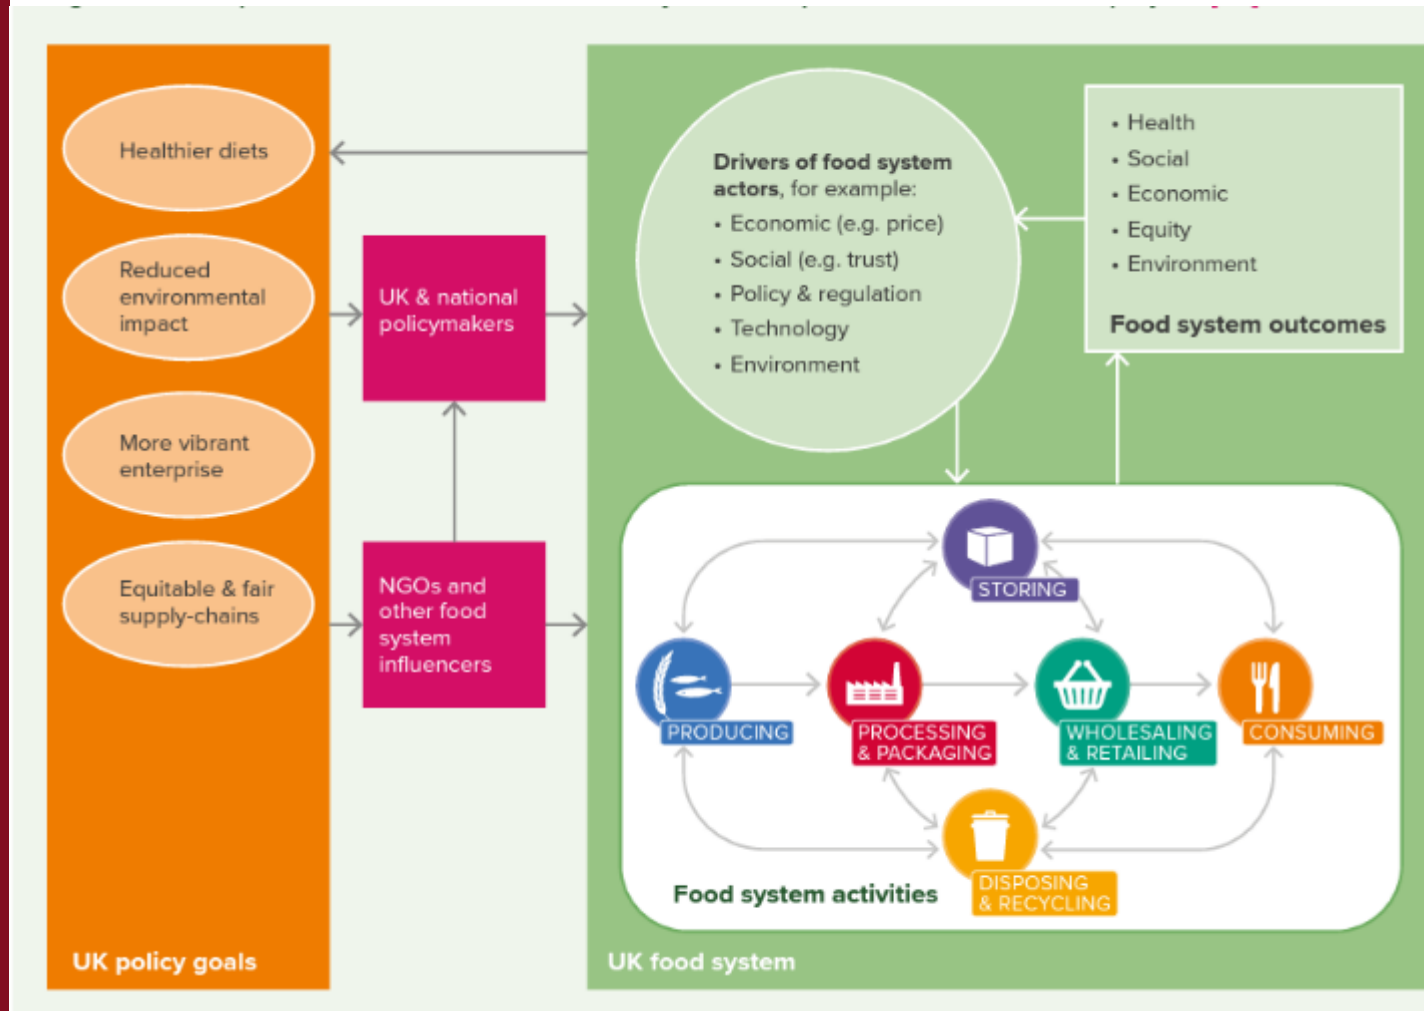 Healthier diets
Reduced
environmental
impact
More vibrant
enterprise
Equitable & fair
supply-chains
UK policy goals
UK & national
policymakers
NGOs and
other food
system
influencers
Drivers of food system
actors, for example:
• Economic (e.g. price)
• Social (e.g. trust)
• Policy & regulation
• Technology
• Environment
• Health
• Social
• Economic
• Equity
• Environment
Food system outcomes
STORING
PRODUCING
PROCESSING
& PACKAGING
WHOLESALING
& RETAILING
CONSUMING
DISPOSING
& RECYCLING
Food system activities
UK food system